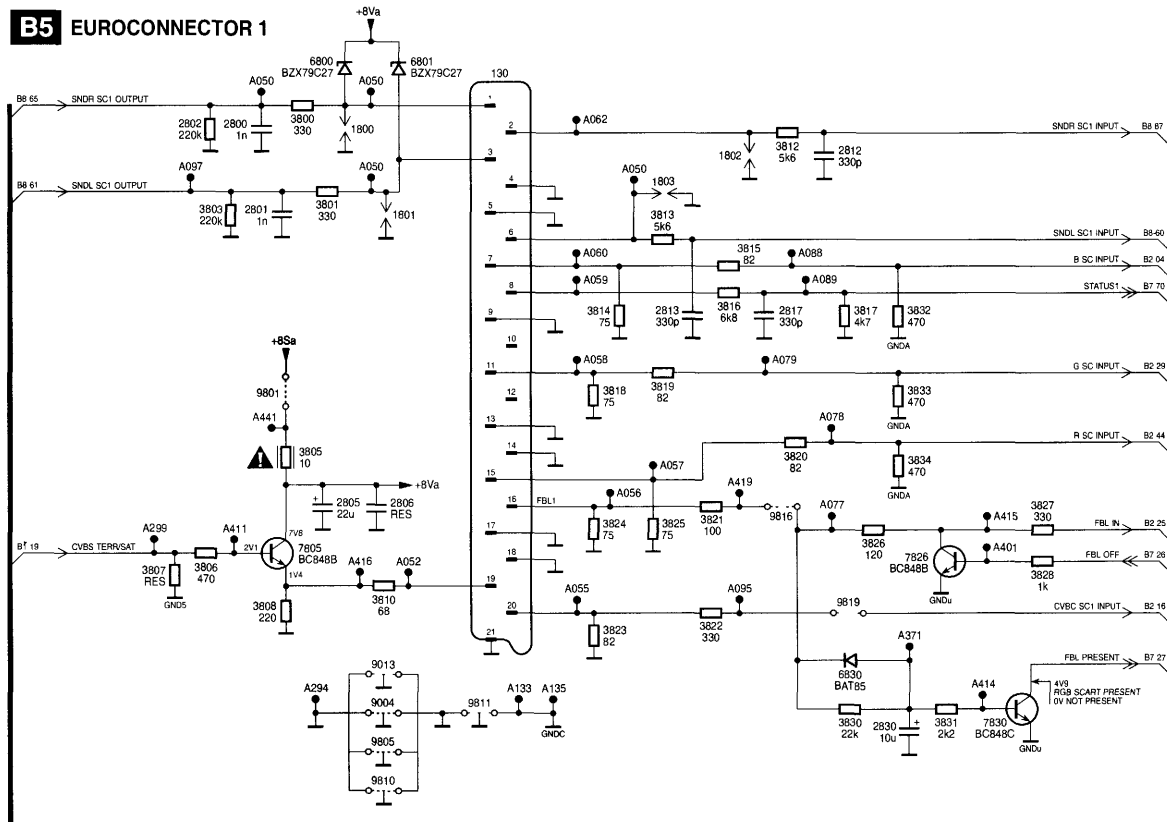 B5 EUROCONNECTOR 1
+8Va
6800
BZX79C27
6801
BZX79C27
130
A050
A050
B8 65
SNDR SC1 OUTPUT
2802
220k
2800
1n
3800
330
1800
1
A062
2
SNDR SC1 INPUT
B8 87
1802
3812
5k6
2812
330p
3
A097
A050
B8 61
SNDL SC1 OUTPUT
3803
220k
2801
1n
3801
330
1801
4
A050
1803
5
3813
5k6
6
SNDL SC1 INPUT
B8-60
A060
3815
82
A088
7
B SC INPUT
B2 04
A059
A089
8
STATUS1
B7 70
3814
75
2813
330p
3816
6k8
2817
330p
3817
4k7
3832
470
GNDA
9
10
+8Sa
9801
A058
A079
11
G SC INPUT
B2 29
3818
75
3819
82
3833
470
GNDA
12
A441
13
A078
3805
10
14
R SC INPUT
B2 44
3820
82
3834
470
GNDA
15
A057
+8Va
2805
22u
2806
RES
16
FBL1
A056
A419
9816
3824
75
3825
75
3821
100
A077
A415
3827
330
FBL IN
B2 25
3826
120
A299
A411
7V8
19
CVBS TERR/SAT
2V1
7805
BC848B
3806
470
3807
RES
GND5
1V4
17
18
7826
BC848B
A401
FBL OFF
B7 26
3828
1k
GNDu
A416
A052
19
3808
220
3810
68
A055
A095
9819
20
CVBC SC1 INPUT
B2 16
3823
82
3822
330
21
A371
FBL PRESENT
B7 27
6830
BAT85
4V9
RGB SCART PRESENT
0V NOT PRESENT
A414
3830
22k
2830
10u
3831
2k2
7830
BC848C
GNDu
9013
A294
9004
9811
A133
A135
GNDC
9805
9810